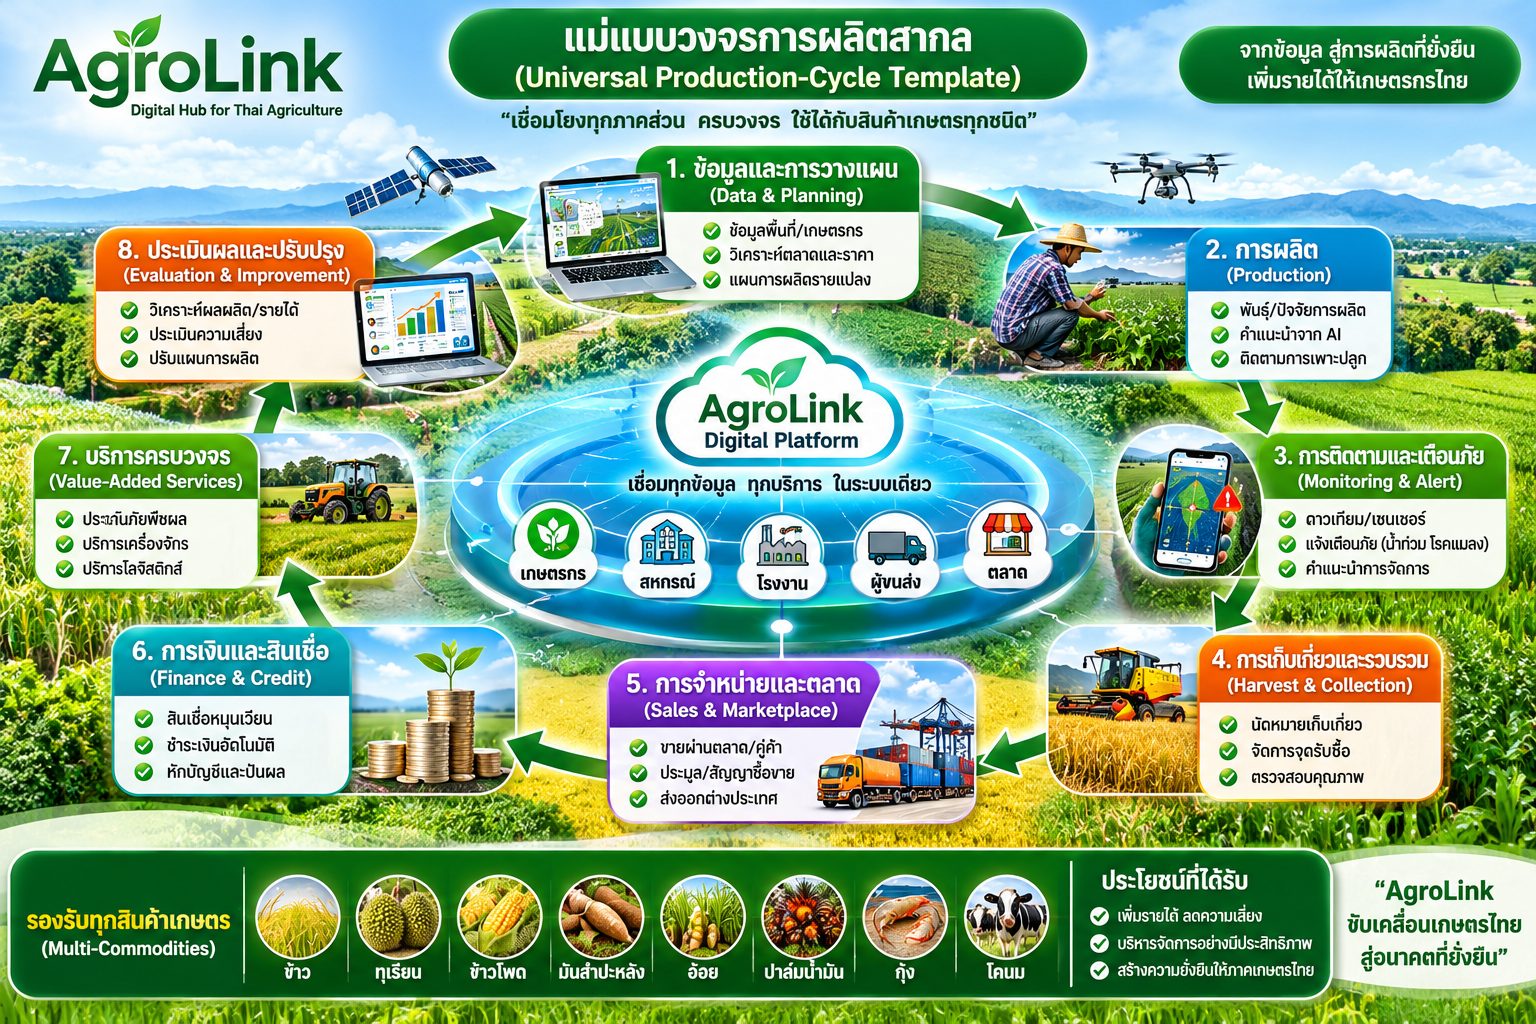 AgroLink
Digital Hub for Thai Agriculture
แม่แบบวงจรการผลิตสากล
(Universal Production-Cycle Template)
“เชื่อมโยงทุกภาคส่วน ครบวงจร ใช้ได้กับสินค้าเกษตรทุกชนิด”
จากข้อมูล สู่การผลิตที่ยั่งยืน
เพิ่มรายได้ให้เกษตรกรไทย
1. ข้อมูลและการวางแผน
(Data & Planning)
ข้อมูลพื้นที่/เกษตรกร
วิเคราะห์ตลาดและราคา
แผนการผลิตรายแปลง
2. การผลิต
(Production)
พันธุ์/ปัจจัยการผลิต
คำแนะนำจาก AI
ติดตามการเพาะปลูก
3. การติดตามและเตือนภัย
(Monitoring & Alert)
ดาวเทียม/เซนเซอร์
แจ้งเตือนภัย (น้ำท่วม โรคแมลง)
คำแนะนำการจัดการ
4. การเก็บเกี่ยวและรวบรวม
(Harvest & Collection)
นัดหมายเก็บเกี่ยว
จัดการจุดรับซื้อ
ตรวจสอบคุณภาพ
5. การจำหน่ายและตลาด
(Sales & Marketplace)
ขายผ่านตลาด/คู่ค้า
ประมูล/สัญญาซื้อขาย
ส่งออกต่างประเทศ
6. การเงินและสินเชื่อ
(Finance & Credit)
สินเชื่อหมุนเวียน
ชำระเงินอัตโนมัติ
หักบัญชีและปันผล
7. บริการครบวงจร
(Value-Added Services)
ประกันภัยพืชผล
บริการเครื่องจักร
บริการโลจิสติกส์
8. ประเมินผลและปรับปรุง
(Evaluation & Improvement)
วิเคราะห์ผลผลิต/รายได้
ประเมินความเสี่ยง
ปรับแผนการผลิต
AgroLink
Digital Platform
เชื่อมทุกข้อมูล ทุกบริการ ในระบบเดียว
เกษตรกร
สหกรณ์
โรงงาน
ผู้ขนส่ง
ตลาด
รองรับทุกสินค้าเกษตร
(Multi-Commodities)
ข้าว
ทุเรียน
ข้าวโพด
มันสำปะหลัง
อ้อย
ปาล์มน้ำมัน
กุ้ง
โคนม
ประโยชน์ที่ได้รับ
เพิ่มรายได้ ลดความเสี่ยง
บริหารจัดการอย่างมีประสิทธิภาพ
สร้างความยั่งยืนให้ภาคเกษตรไทย
“AgroLink
ขับเคลื่อนเกษตรไทย
สู่อนาคตที่ยั่งยืน”